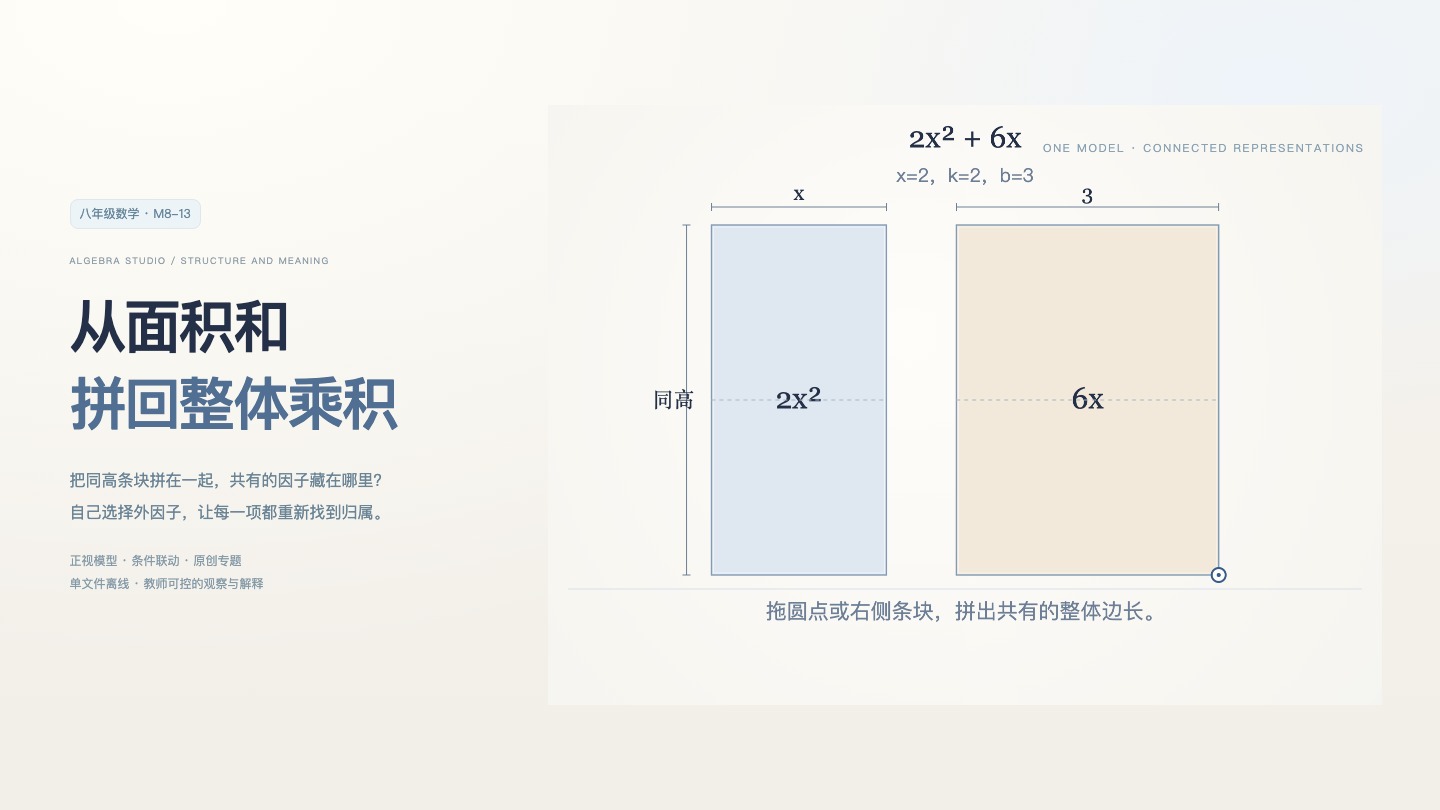 八年级数学 · M8–13
ALGEBRA STUDIO / STRUCTURE AND MEANING
从面积和
拼回整体乘积
把同高条块拼在一起，共有的因子藏在哪里？
自己选择外因子，让每一项都重新找到归属。
正视模型 · 条件联动 · 原创专题
单文件离线 · 教师可控的观察与解释
2x² + 6x
ONE MODEL · CONNECTED REPRESENTATIONS
x=2，k=2，b=3
x
3
同高
2x²
6x
拖圆点或右侧条块，拼出共有的整体边长。